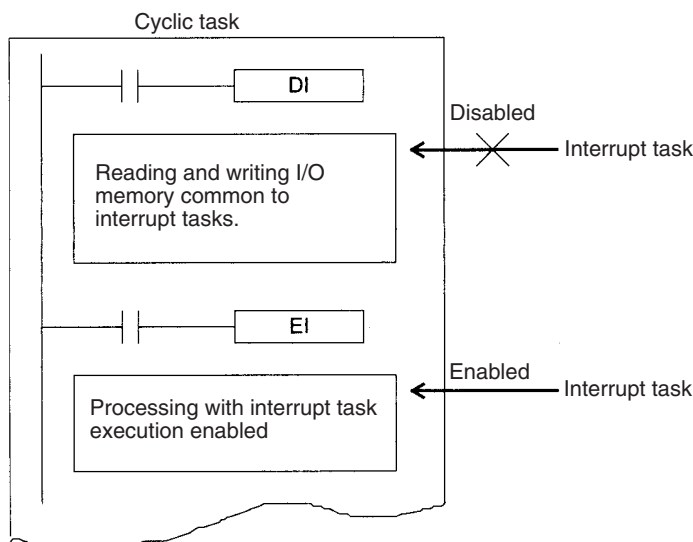 Cyclic task
DI
Disabled
Interrupt task
Reading and writing I/O
memory common to
interrupt tasks.
EI
Enabled
Interrupt task
Processing with interrupt task
execution enabled